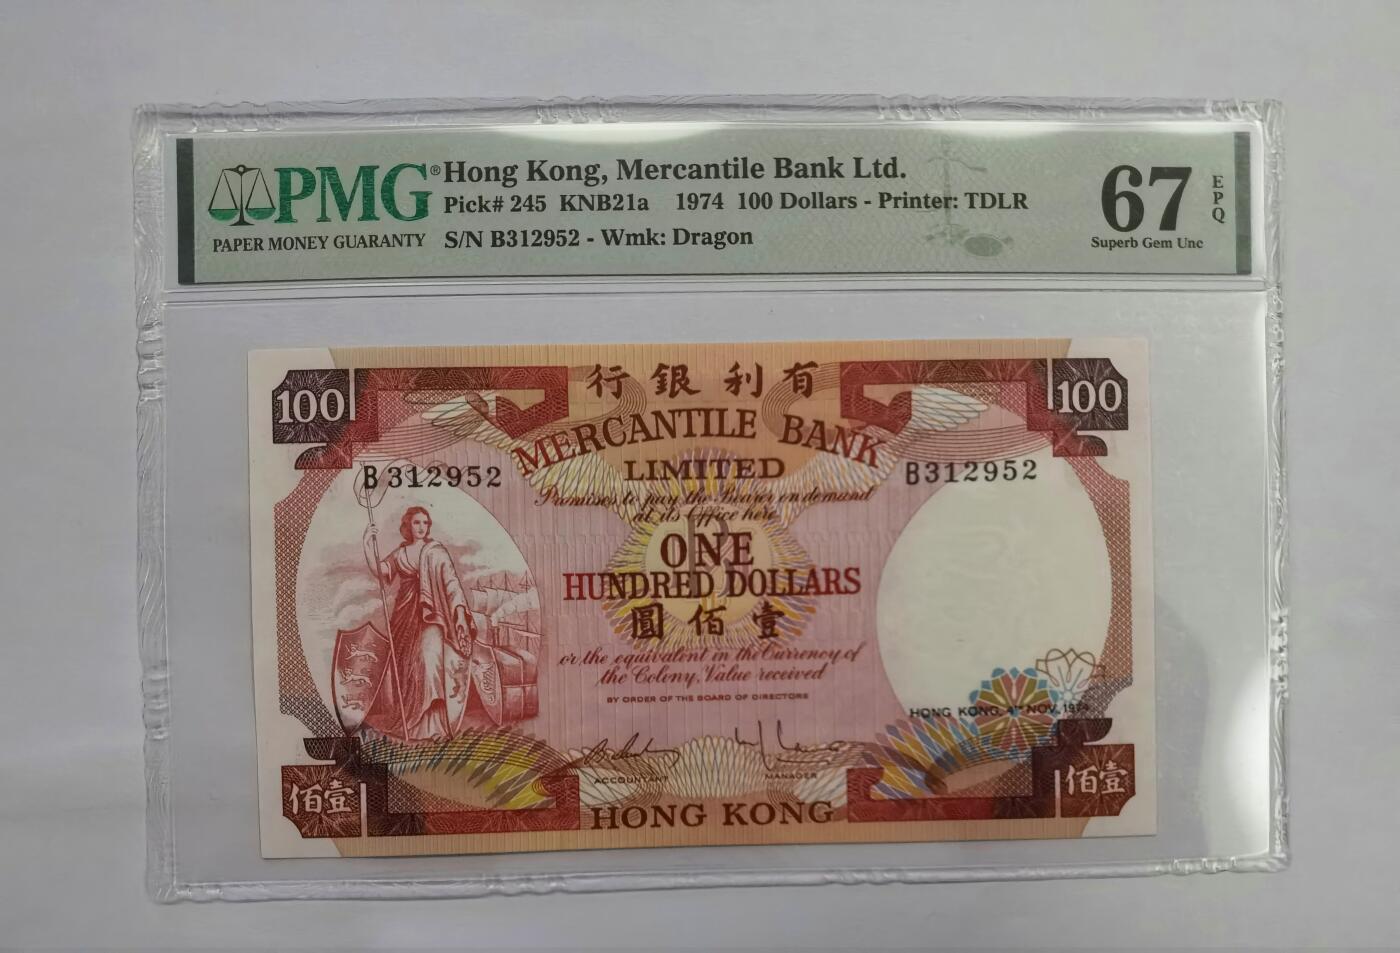 PMG®
PAPER MONEY GUARANTY
Hong Kong, Mercantile Bank Ltd.
Pick# 245 KNB21a 1974 100 Dollars - Printer: TDLR
S/N B312952 - Wmk: Dragon
67
EPQ
Superb Gem Unc
行銀利有
100
100
MERCANTILE BANK
LIMITED
B312952
B312952
Promises to pay the Bearer on demand
at its Office here
ONE
HUNDRED DOLLARS
圓佰壹
or the equivalent in the Currency of
the Colony, Value received
BY ORDER OF THE BOARD OF DIRECTORS
HONG KONG, 4TH NOV. 1974
ACCOUNTANT
MANAGER
佰壹
佰壹
HONG KONG